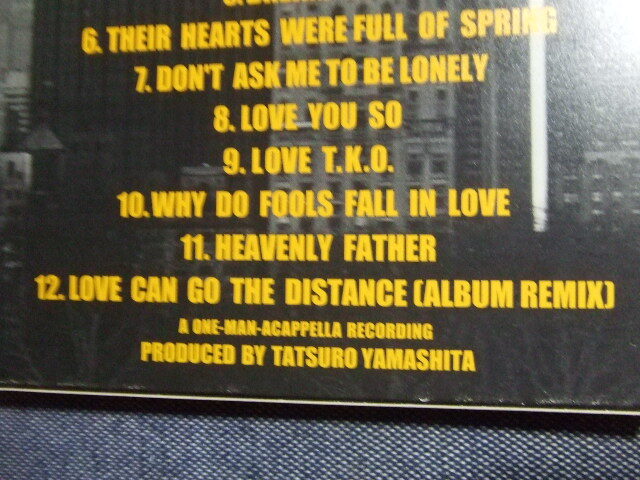 6. THEIR HEARTS WERE FULL OF SPRING
7. DON'T ASK ME TO BE LONELY
8. LOVE YOU SO
9. LOVE T.K.O.
10. WHY DO FOOLS FALL IN LOVE
11. HEAVENLY FATHER
12. LOVE CAN GO THE DISTANCE (ALBUM REMIX)
A ONE-MAN-ACAPPELLA RECORDING
PRODUCED BY TATSURO YAMASHITA